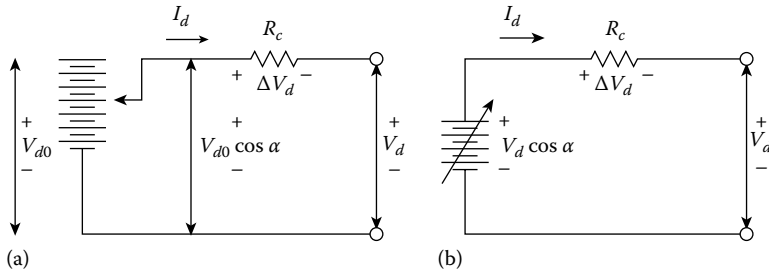 I_d
R_c
+ ΔV_d −
+
V_d0
−
+
V_d0 cos α
+
−
+
V_d
−
(a)
I_d
R_c
+ ΔV_d −
+
V_d cos α
−
+
V_d
−
(b)